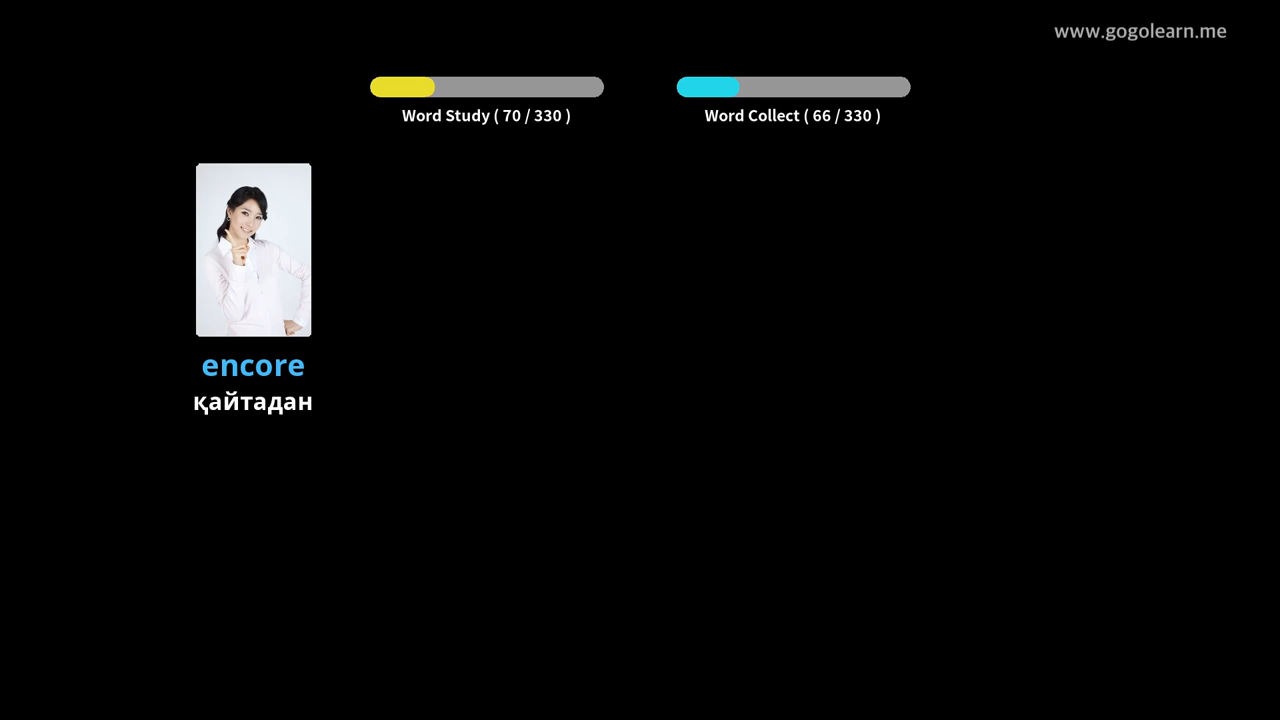 www.gogolearn.me
Word Study ( 70 / 330 )
Word Collect ( 66 / 330 )
encore
қайтадан